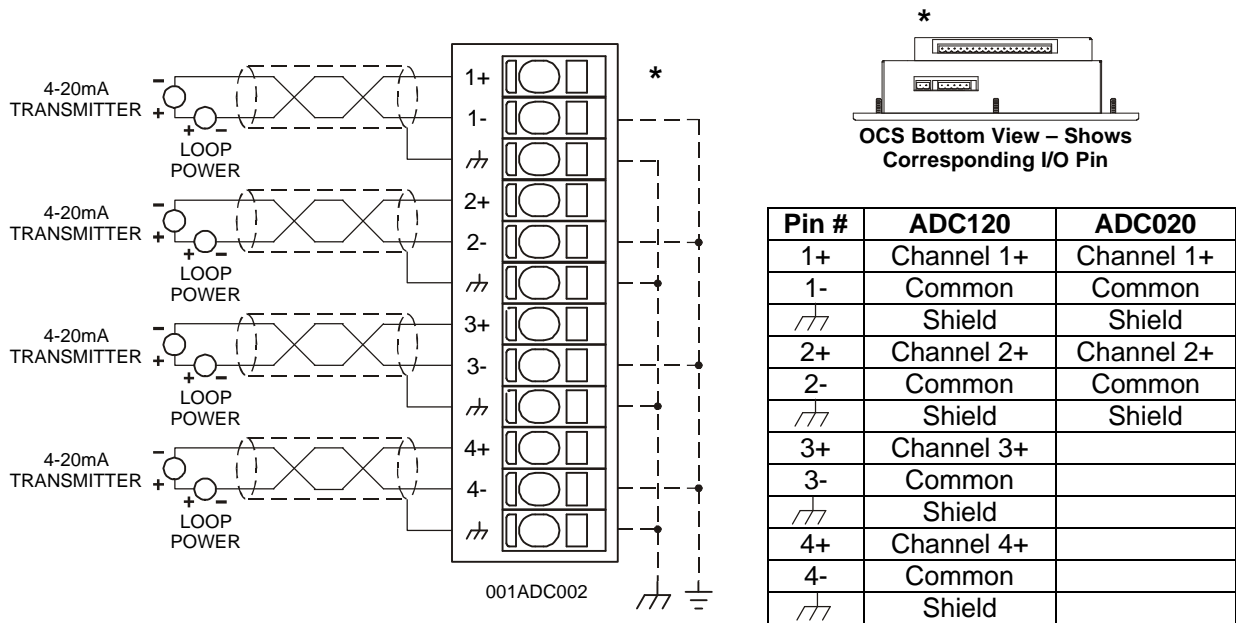 4-20mA
TRANSMITTER
-
+
+ -
LOOP
POWER
4-20mA
TRANSMITTER
-
+
+ -
LOOP
POWER
4-20mA
TRANSMITTER
-
+
+ -
LOOP
POWER
4-20mA
TRANSMITTER
-
+
+ -
LOOP
POWER
1+
1-
2+
2-
3+
3-
4+
4-
*
001ADC002
*
OCS Bottom View – Shows
Corresponding I/O Pin
Pin # ADC120 ADC020
1+ Channel 1+ Channel 1+
1- Common Common
Shield Shield
2+ Channel 2+ Channel 2+
2- Common Common
Shield Shield
3+ Channel 3+
3- Common
Shield
4+ Channel 4+
4- Common
Shield